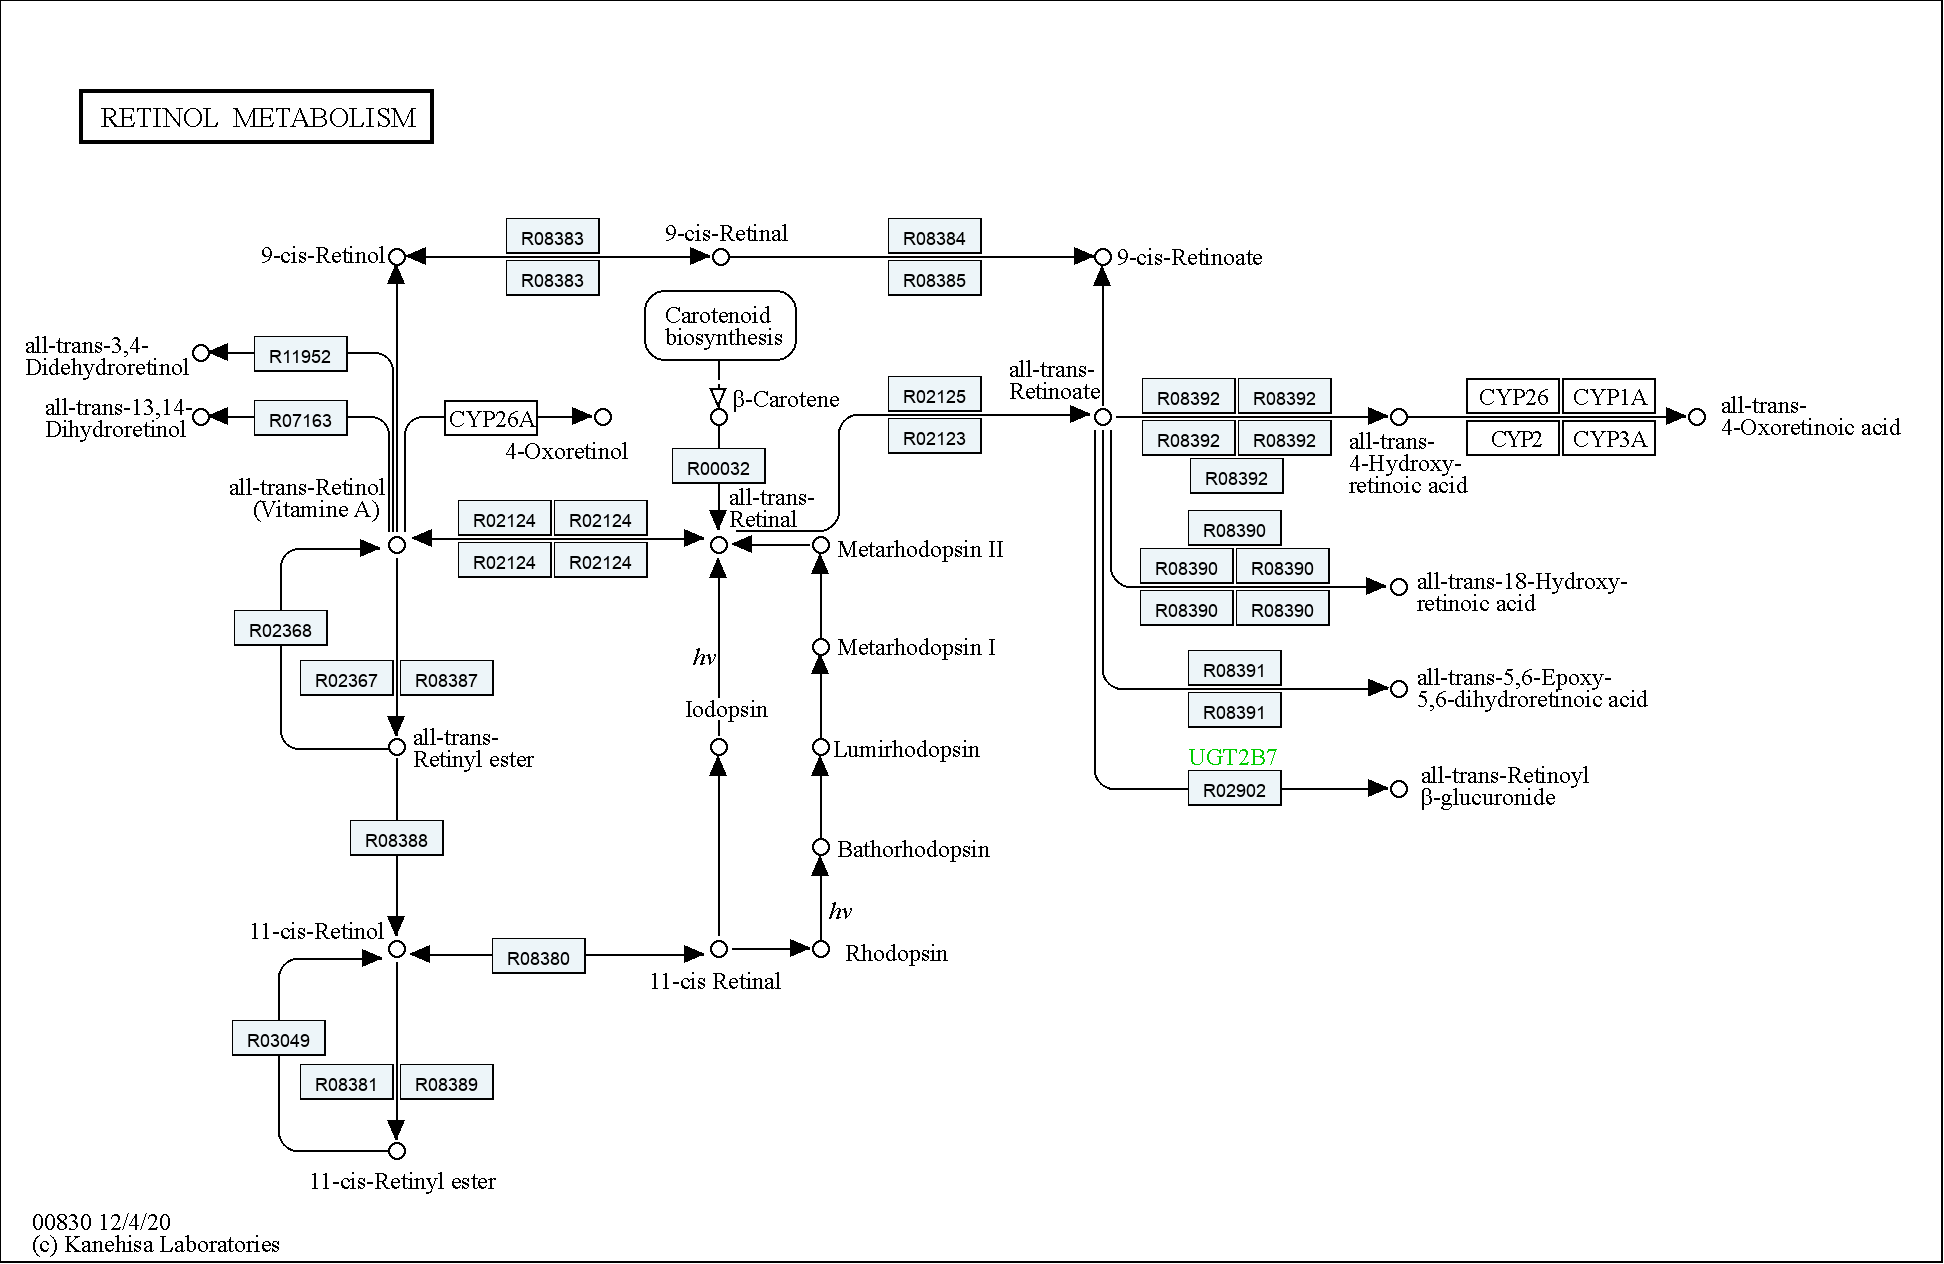 RETINOL METABOLISM
R08383
9-cis-Retinal
R08384
9-cis-Retinol
9-cis-Retinoate
R08383
R08385
Carotenoid
biosynthesis
all-trans-3,4-
Didehydroretinol
R11952
all-trans-
Retinoate
R02125
R08392
R08392
CYP26
CYP1A
all-trans-13,14-
Dihydroretinol
R07163
CYP26A
β-Carotene
all-trans-
4-Oxoretinoic acid
R02123
R08392
R08392
CYP2
CYP3A
4-Oxoretinol
R00032
all-trans-
4-Hydroxy-
retinoic acid
R08392
all-trans-Retinol
(Vitamine A)
all-trans-
Retinal
R02124
R02124
R08390
R02124
R02124
Metarhodopsin II
R08390
R08390
all-trans-18-Hydroxy-
retinoic acid
R08390
R08390
R02368
hν
Metarhodopsin I
R02367
R08387
R08391
all-trans-5,6-Epoxy-
5,6-dihydroretinoic acid
Iodopsin
R08391
all-trans-
Retinyl ester
Lumirhodopsin
UGT2B7
R02902
all-trans-Retinoyl
β-glucuronide
R08388
Bathorhodopsin
hν
11-cis-Retinol
R08380
Rhodopsin
11-cis Retinal
R03049
R08381
R08389
11-cis-Retinyl ester
00830 12/4/20
(c) Kanehisa Laboratories